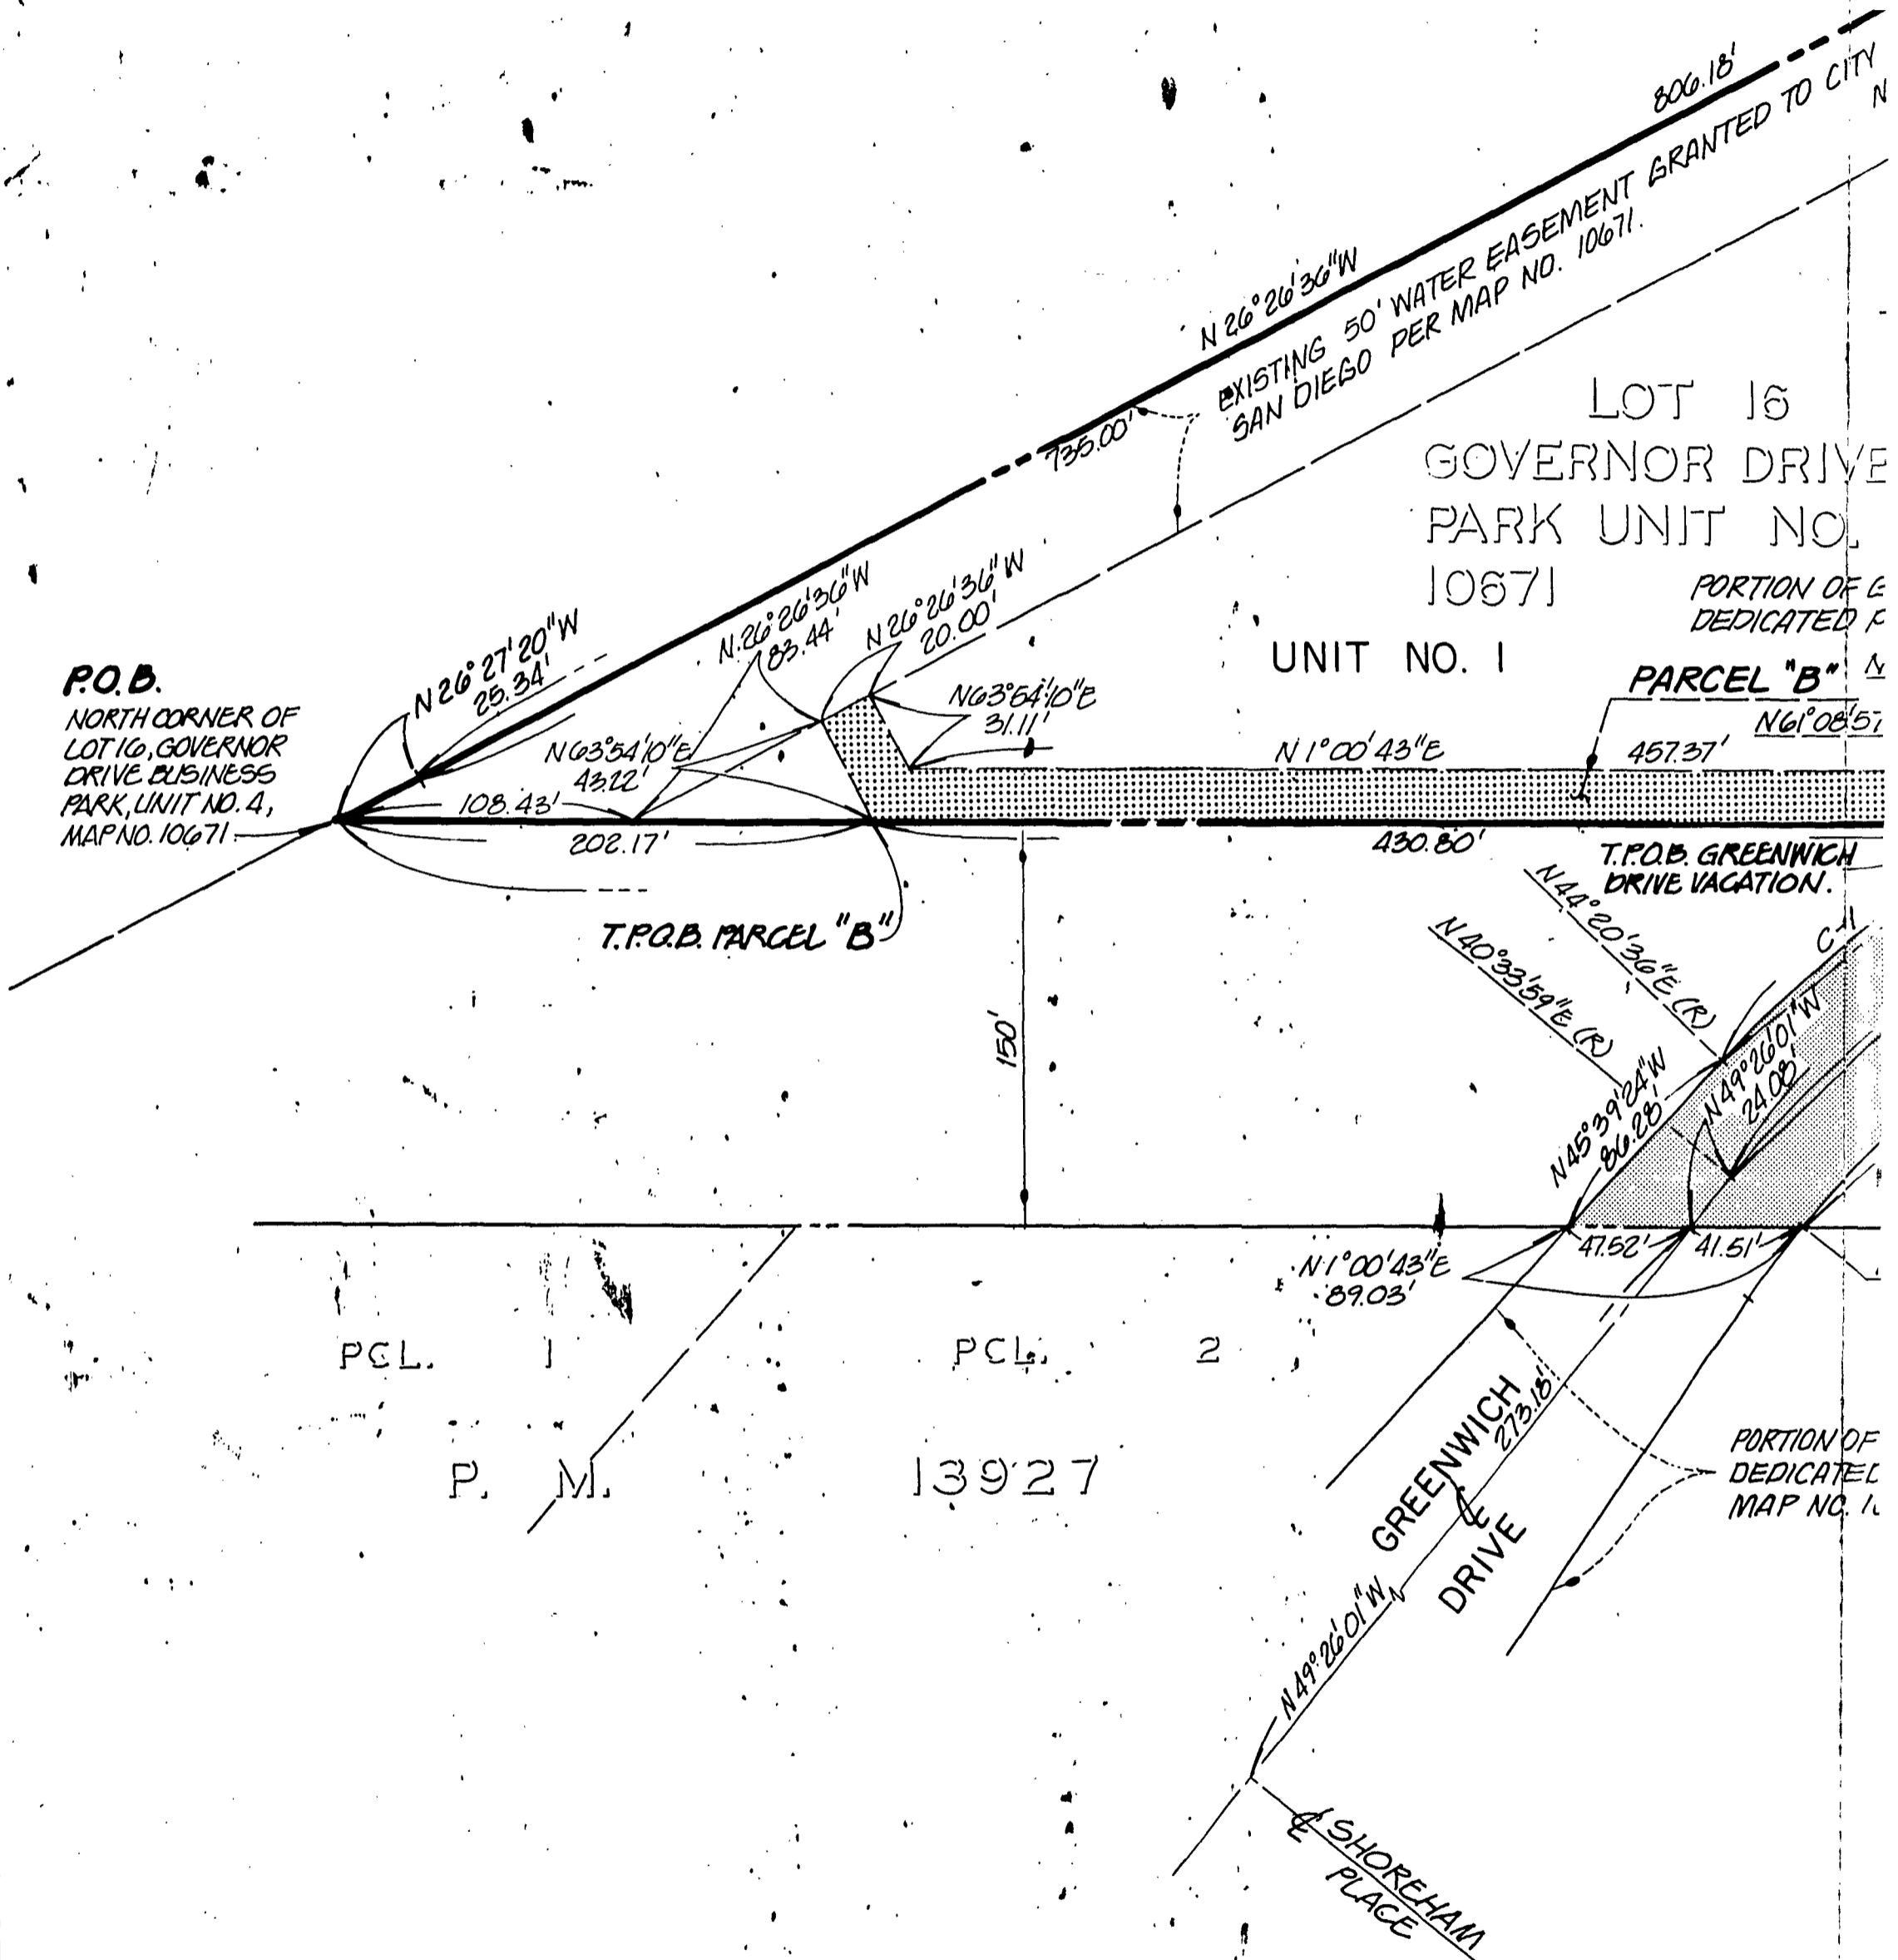 806.18'
EXISTING 50' WATER EASEMENT GRANTED TO CITY
SAN DIEGO PER MAP NO. 10671.
N 26°26'36"W
735.00'
LOT 16
GOVERNOR DRIVE
PARK UNIT NO.
10671
PORTION OF
DEDICATED
UNIT NO. 1
PARCEL "B"
N61°08'57
N 26°26'36"W
83.44'
N 26°26'36"W
20.00'
N 26°27'20"W
25.34'
P.O.B.
NORTH CORNER OF
LOT 16, GOVERNOR
DRIVE BUSINESS
PARK, UNIT NO. 4,
MAP NO. 10671
N63°54'10"E
31.11'
N63°54'10"E
43.22'
N 1°00'43"E
457.37'
108.43'
202.17'
430.80'
T.P.O.B. GREENWICH
DRIVE VACATION.
T.P.O.B. PARCEL "B"
150'
N44°20'36"E (R)
N40°33'59"E (R)
N45°39'24"W
86.28'
N49°26'01"W
24.08'
47.52'
41.51'
N 1°00'43"E
89.03'
PCL. 1
PCL. 2
P. M. 13927
GREENWICH
DRIVE
273.18'
N49°26'01"W
PORTION OF
DEDICATED
MAP NO.
℄ SHOREHAM
PLACE